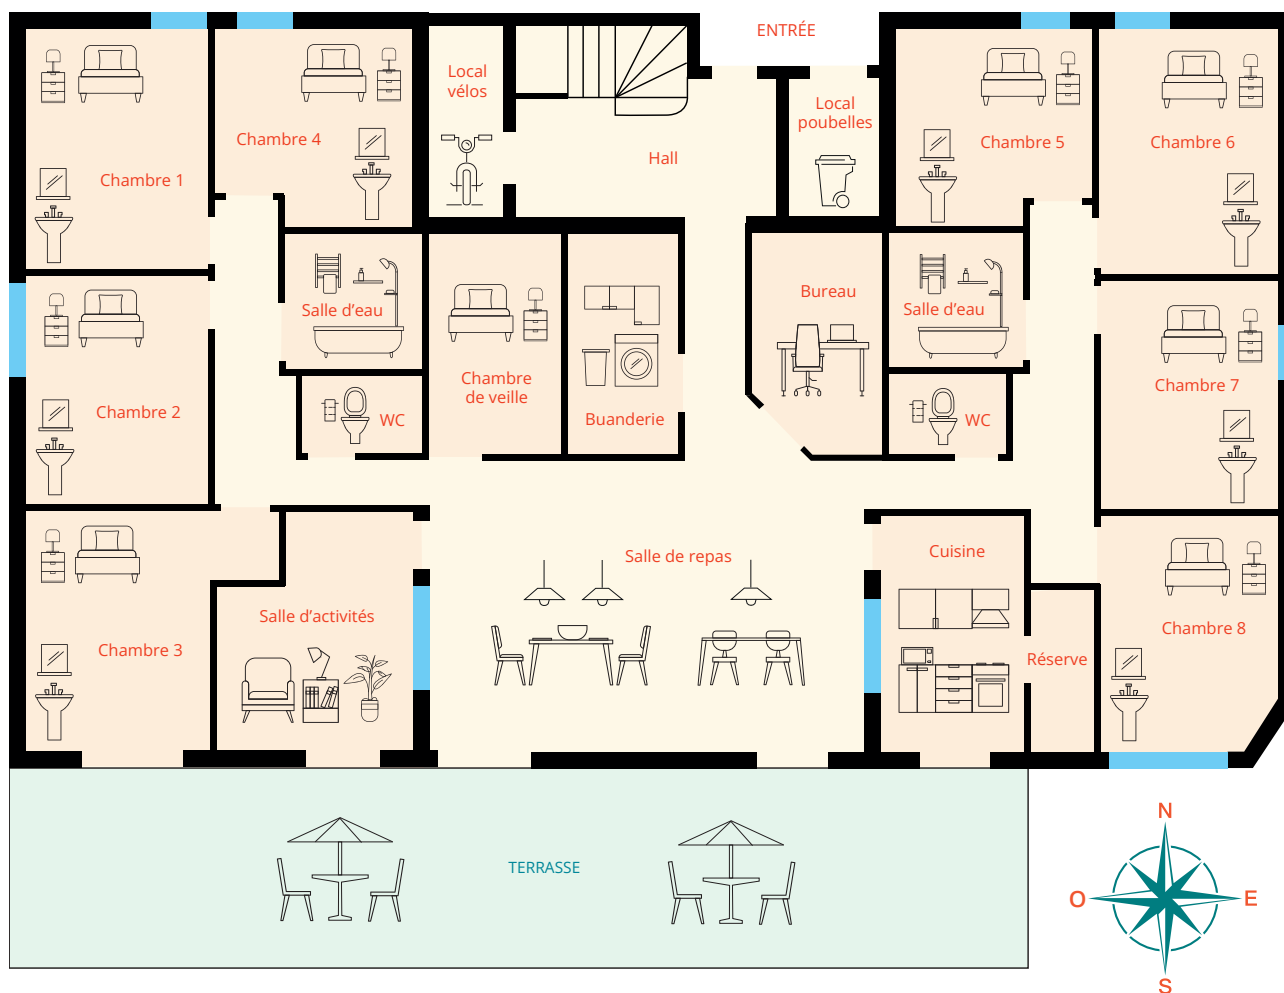 ENTRÉE
Local
vélos
Local
poubelles
Chambre 4
Chambre 5
Chambre 6
Hall
Chambre 1
Bureau
Salle d’eau
Salle d’eau
Chambre
de veille
Chambre 7
Chambre 2
Buanderie
WC
WC
Salle de repas
Cuisine
Salle d’activités
Chambre 8
Chambre 3
Réserve
TERRASSE
N
O
E
S